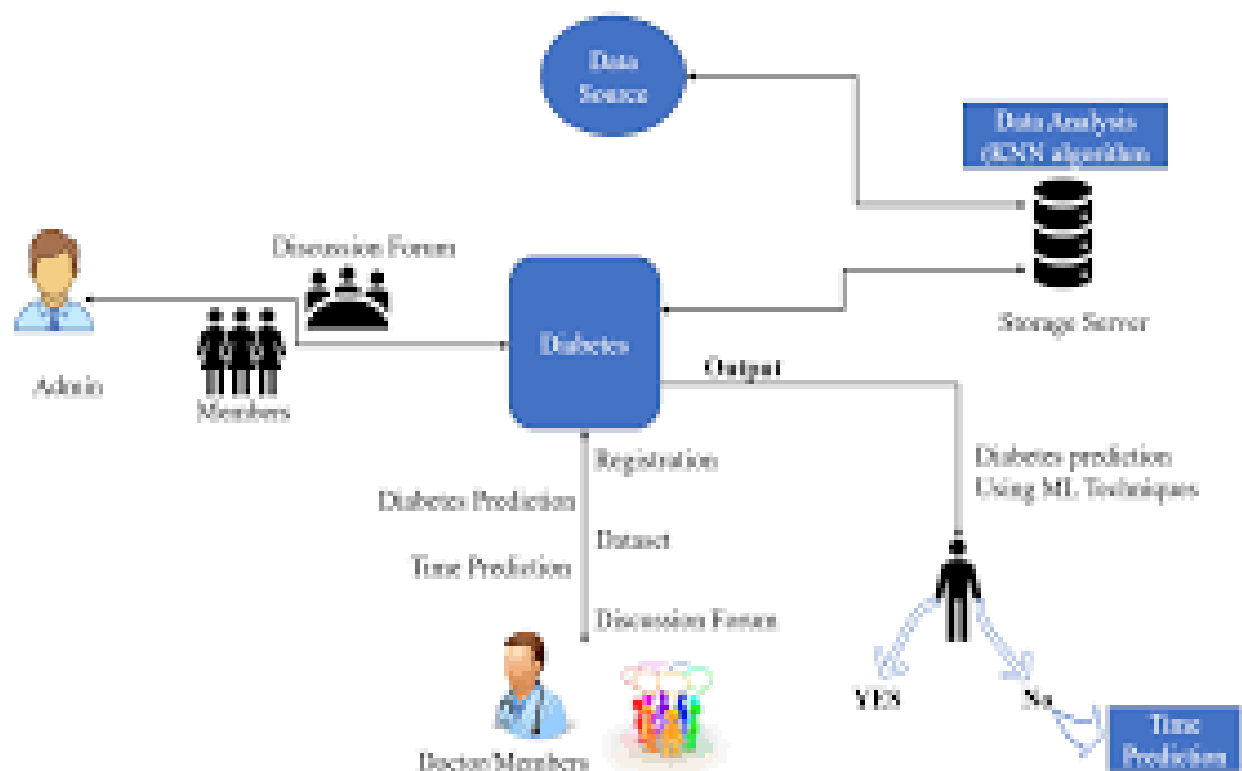 Data
Source
Data Analysis
(KNN algorithm
Storage Server
Discussion Forum
Admin
Members
Diabetes
Output
Registration
Diabetes Prediction
Dataset
Time Prediction
Discussion Forum
Doctor/Members
Diabetes prediction
Using ML Techniques
YES
No
Time
Prediction